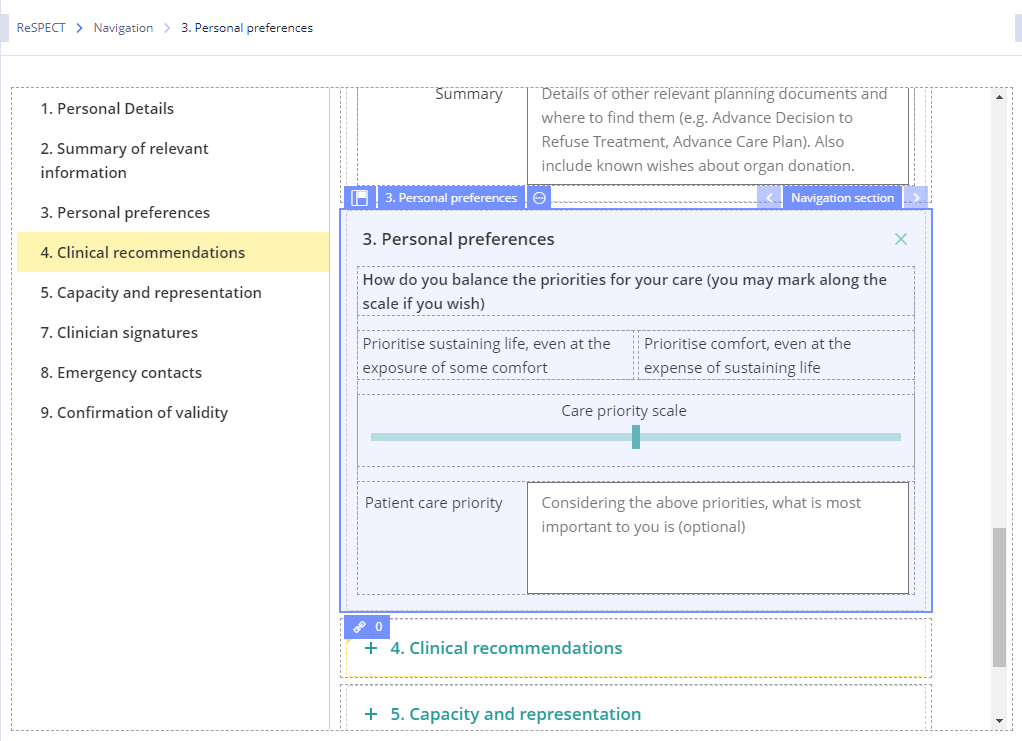 ReSPECT > Navigation > 3. Personal preferences
1. Personal Details
2. Summary of relevant
information
3. Personal preferences
4. Clinical recommendations
5. Capacity and representation
7. Clinician signatures
8. Emergency contacts
9. Confirmation of validity
Summary
Details of other relevant planning documents and
where to find them (e.g. Advance Decision to
Refuse Treatment, Advance Care Plan). Also
include known wishes about organ donation.
3. Personal preferences
Navigation section
3. Personal preferences
How do you balance the priorities for your care (you may mark along the
scale if you wish)
Prioritise sustaining life, even at the
exposure of some comfort
Prioritise comfort, even at the
expense of sustaining life
Care priority scale
Patient care priority
Considering the above priorities, what is most
important to you is (optional)
0
+ 4. Clinical recommendations
+ 5. Capacity and representation